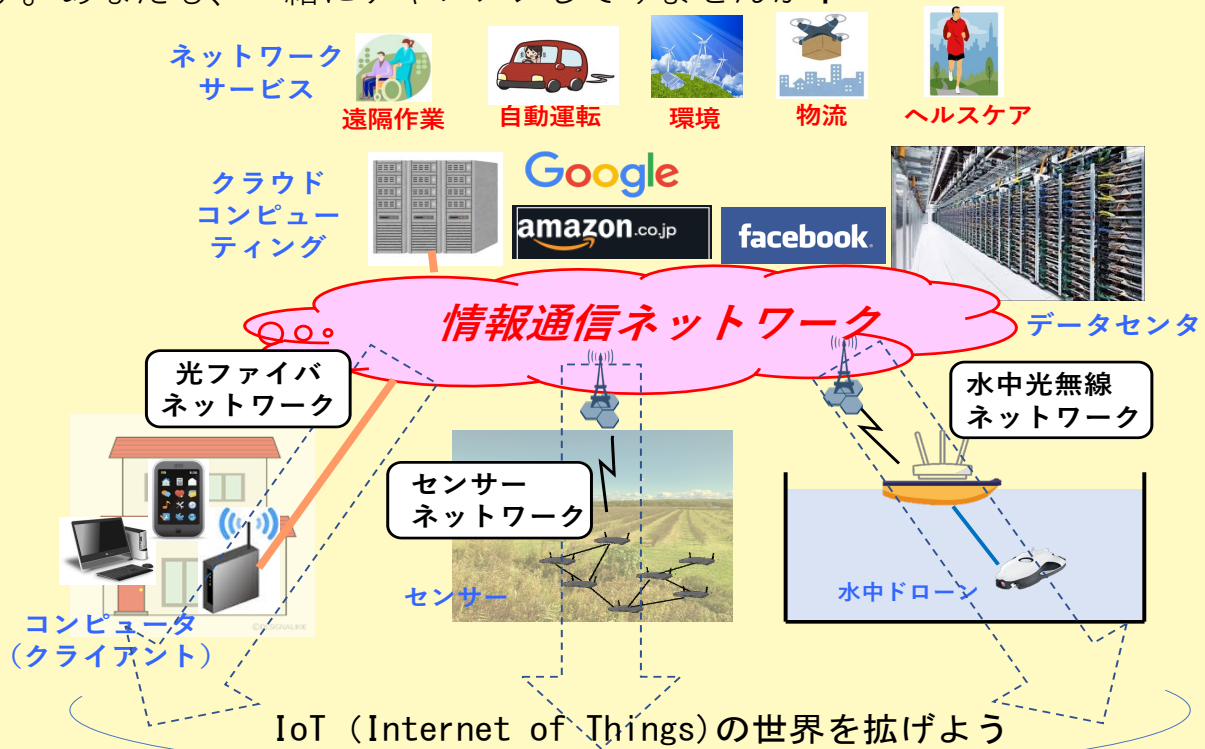 ネットワーク
サービス
遠隔作業
自動運転
環境
物流
ヘルスケア
クラウド
コンピュー
ティング
Google
amazon.co.jp
facebook.
情報通信ネットワーク
データセンタ
光ファイバ
ネットワーク
水中光無線
ネットワーク
センサー
ネットワーク
センサー
水中ドローン
コンピュータ
(クライアント)
©DESIGNALIKIE
IoT (Internet of Things)の世界を拡げよう